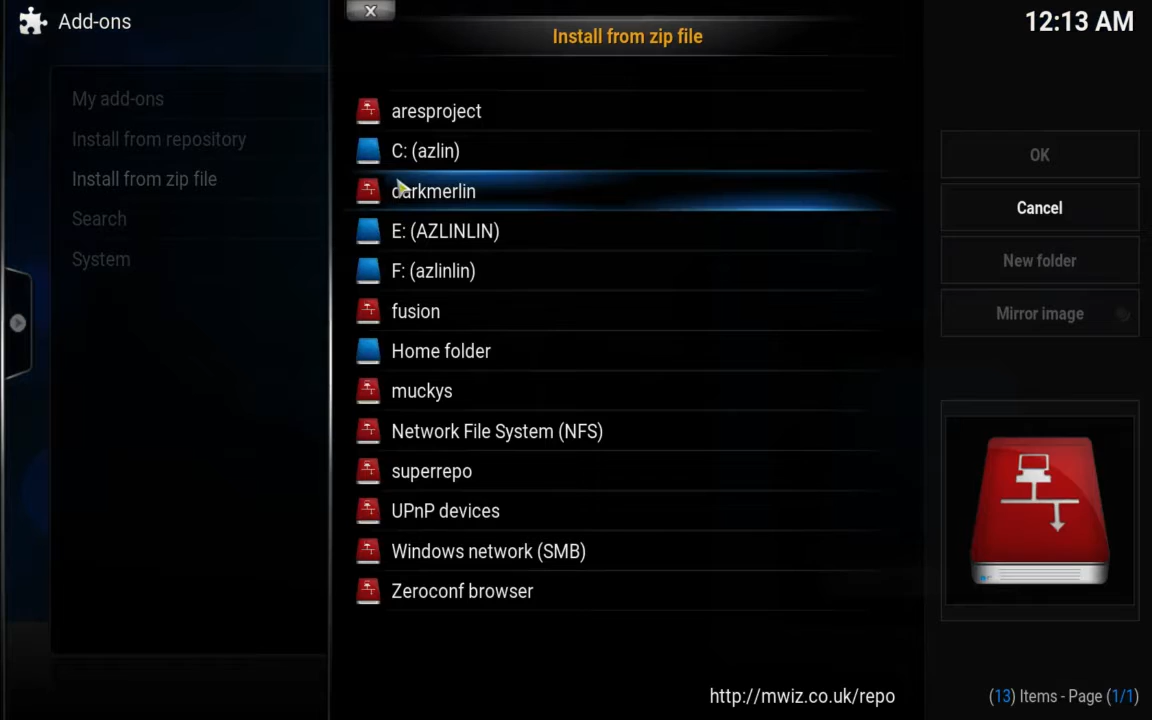 Add-ons
My add-ons
Install from repository
Install from zip file
Search
System
Install from zip file
aresproject
C: (azlin)
darkmerlin
E: (AZLINLIN)
F: (azlinlin)
fusion
Home folder
muckys
Network File System (NFS)
superrepo
UPnP devices
Windows network (SMB)
Zeroconf browser
http://mwiz.co.uk/repo
12:13 AM
OK
Cancel
New folder
Mirror image
(13) Items - Page (1/1)